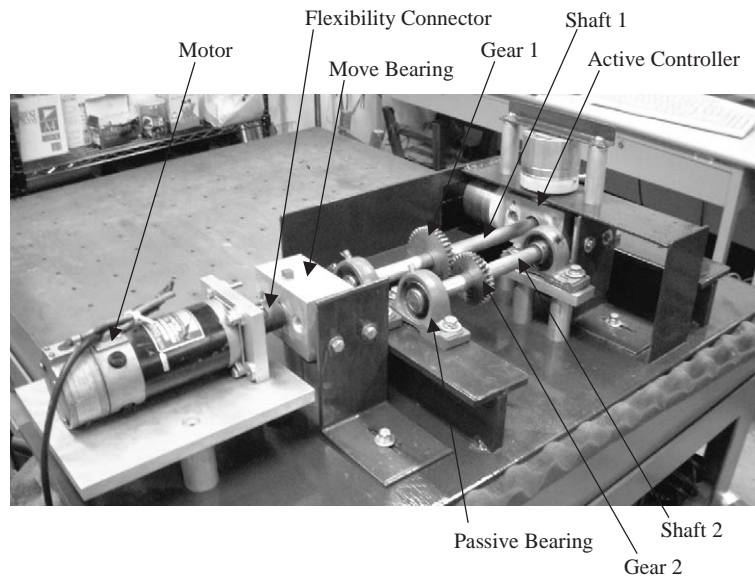 Flexibility Connector
Shaft 1
Motor
Gear 1
Move Bearing
Active Controller
Passive Bearing
Shaft 2
Gear 2